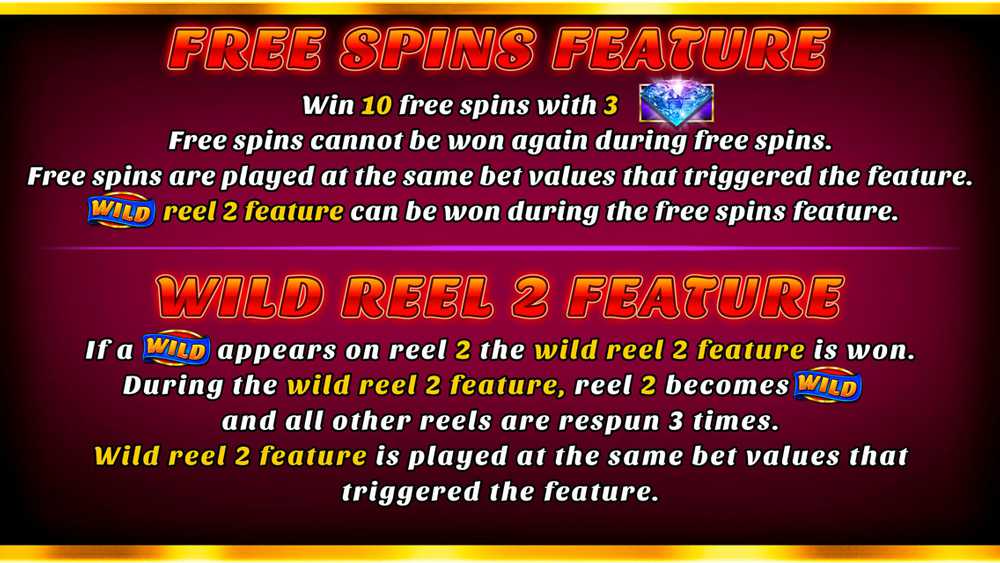 FREE SPINS FEATURE
Win 10 free spins with 3
Free spins cannot be won again during free spins.
Free spins are played at the same bet values that triggered the feature.
WILD reel 2 feature can be won during the free spins feature.
WILD REEL 2 FEATURE
If a WILD appears on reel 2 the wild reel 2 feature is won.
During the wild reel 2 feature, reel 2 becomes WILD
and all other reels are respun 3 times.
Wild reel 2 feature is played at the same bet values that
triggered the feature.